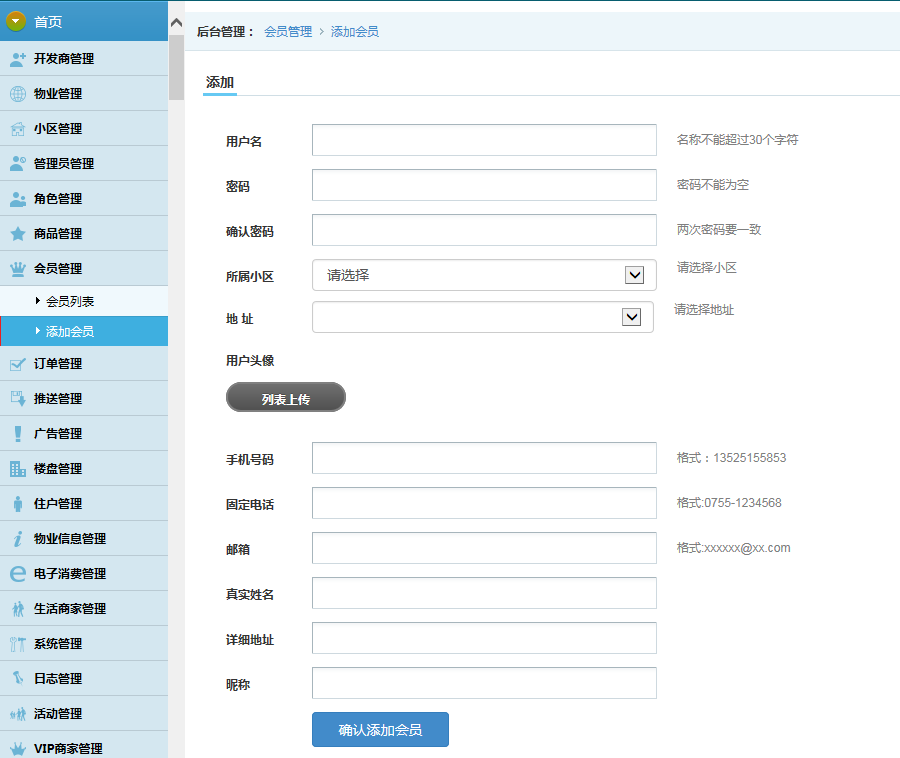 首页
开发商管理
物业管理
小区管理
管理员管理
角色管理
商品管理
会员管理
会员列表
添加会员
订单管理
推送管理
广告管理
楼盘管理
住户管理
物业信息管理
电子消费管理
生活商家管理
系统管理
日志管理
活动管理
VIP商家管理
后台管理： 会员管理 › 添加会员
添加
用户名 名称不能超过30个字符
密码 密码不能为空
确认密码 两次密码要一致
所属小区 请选择 请选择小区
地 址 请选择地址
用户头像
列表上传
手机号码 格式：13525155853
固定电话 格式:0755-1234568
邮箱 格式:xxxxxx@xx.com
真实姓名
详细地址
昵称
确认添加会员